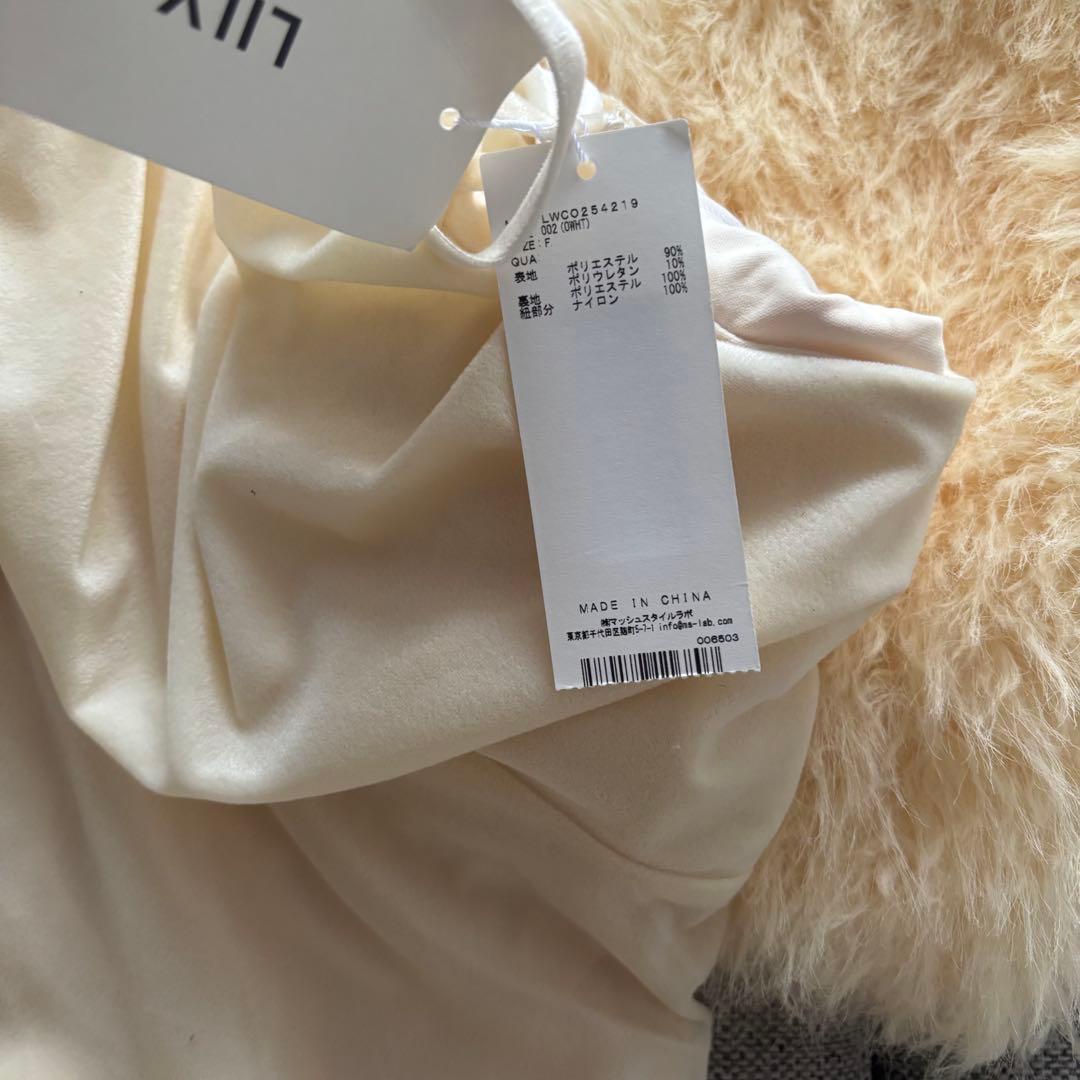 LILY
LWCO254219
002(OWHT)
ZE:F
QUA
表地 ポリエステル 90%
ポリウレタン 10%
裏地 ポリエステル 100%
紐部分 ナイロン 100%
MADE IN CHINA
㈱マッシュスタイルラボ
東京都千代田区麹町5-7-1 info@ms-lab.com
006503